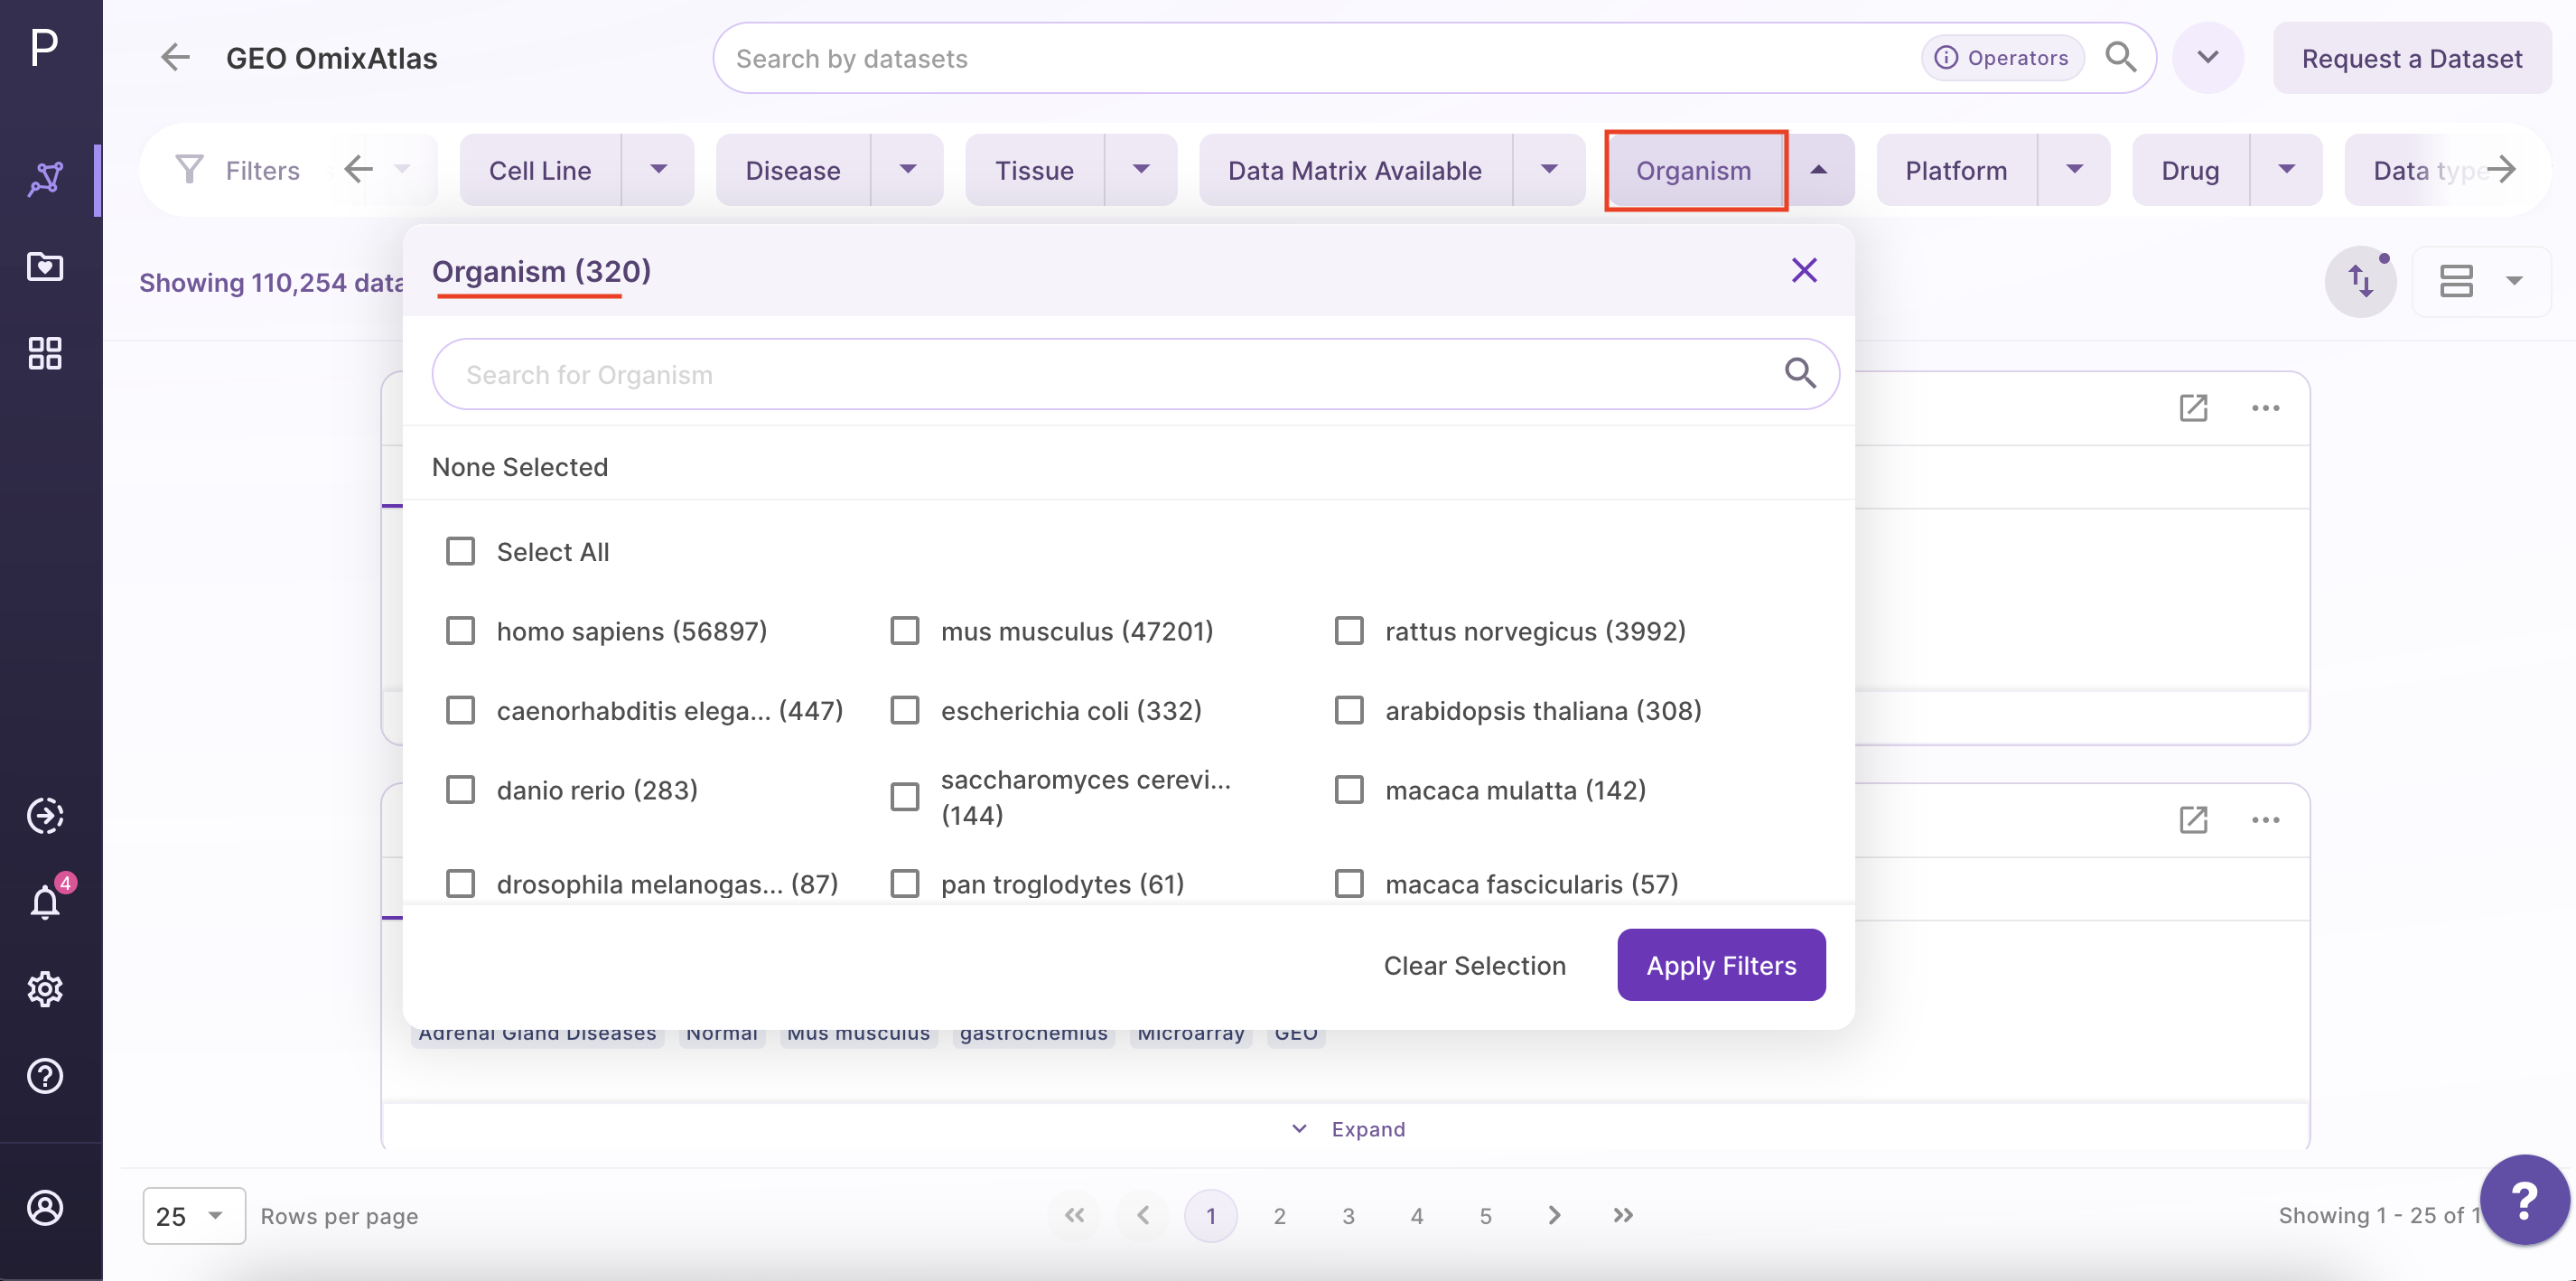 P
GEO OmixAtlas
Search by datasets
Operators
Request a Dataset
Filters
Cell Line
Disease
Tissue
Data Matrix Available
Organism
Platform
Drug
Data type
Showing 110,254 data
Organism (320)
Search for Organism
None Selected
Select All
homo sapiens (56897)
mus musculus (47201)
rattus norvegicus (3992)
caenorhabditis elega... (447)
escherichia coli (332)
arabidopsis thaliana (308)
danio rerio (283)
saccharomyces cerevi...
(144)
macaca mulatta (142)
drosophila melanogas... (87)
pan troglodytes (61)
macaca fascicularis (57)
Clear Selection
Apply Filters
Adrenal Gland Diseases
Normal
Mus musculus
gastrochemius
Microarray
GEO
Expand
4
25
Rows per page
1
2
3
4
5
Showing 1 - 25 of 1
?